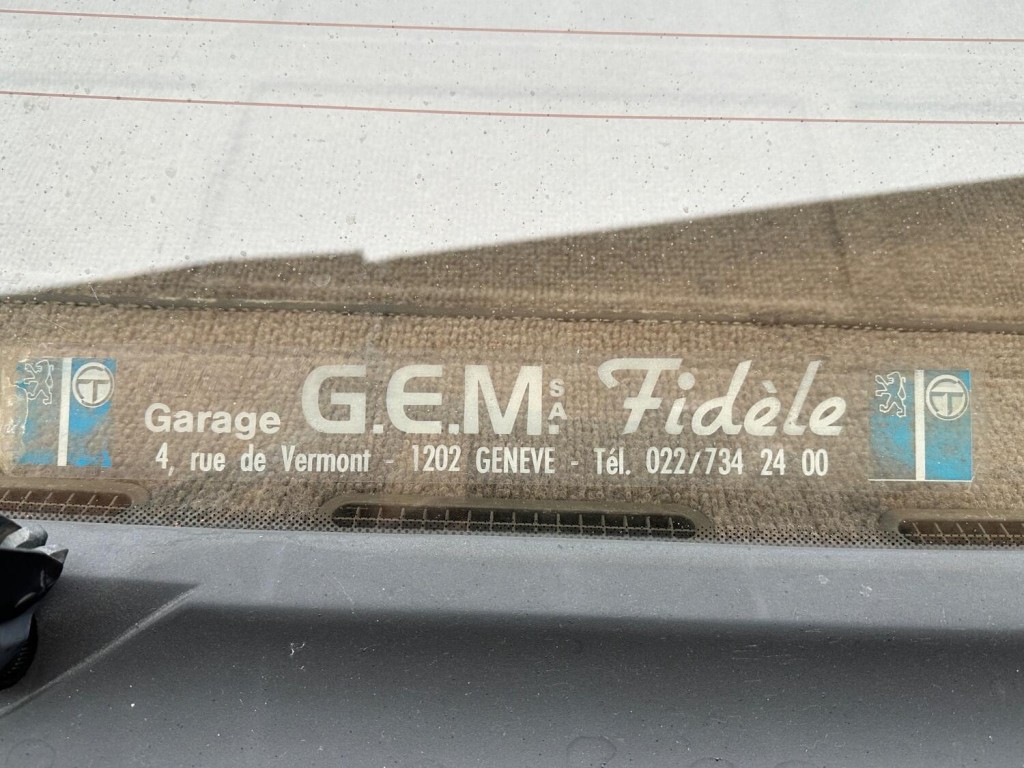 Garage G.E.M. S.A. Fidèle
4, rue de Vermont - 1202 GENEVE - Tél. 022/734 24 00